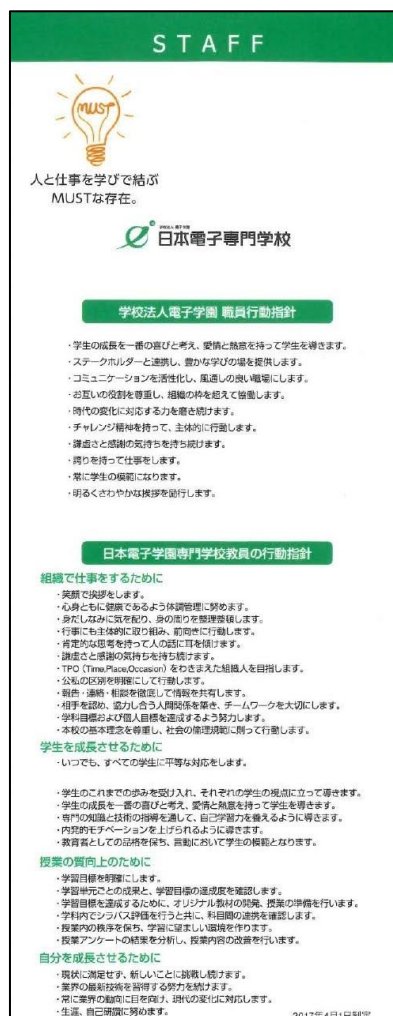 STAFF
MUST
人と仕事を学びで結ぶ
MUSTな存在。
学校法人 電子学園
日本電子専門学校
学校法人電子学園 職員行動指針
・学生の成長を一番の喜びと考え、愛情と熱意を持って学生を導きます。
・ステークホルダーと連携し、豊かな学びの場を提供します。
・コミュニケーションを活性化し、風通しの良い職場にします。
・お互いの役割を尊重し、組織の枠を超えて協働します。
・時代の変化に対応する力を磨き続けます。
・チャレンジ精神を持って、主体的に行動します。
・謙虚さと感謝の気持ちを持ち続けます。
・誇りを持って仕事をします。
・常に学生の模範になります。
・明るくさわやかな挨拶を励行します。
日本電子学園専門学校教員の行動指針
組織で仕事をするために
・笑顔で挨拶をします。
・心身ともに健康であるよう体調管理に努めます。
・身だしなみに気を配り、身の周りを整理整頓します。
・行事にも主体的に取り組み、前向きに行動します。
・肯定的な思考を持って人の話に耳を傾けます。
・謙虚さと感謝の気持ちを持ち続けます。
・TPO (Time,Place,Occasion) をわきまえた組織人を目指します。
・公私の区別を明確にして行動します。
・報告・連絡・相談を徹底して情報を共有します。
・相手を認め、協力し合う人間関係を築き、チームワークを大切にします。
・学科目標および個人目標を達成するよう努力します。
・本校の基本理念を尊重し、社会の倫理規範に則って行動します。
学生を成長させるために
・いつでも、すべての学生に平等な対応をします。
・学生のこれまでの歩みを受け入れ、それぞれの学生の視点に立って導きます。
・学生の成長を一番の喜びと考え、愛情と熱意を持って学生を導きます。
・専門の知識と技術の指導を通して、自己学習力を養えるように導きます。
・内発的モチベーションを上げられるように導きます。
・教育者としての品格を保ち、言動において学生の模範となります。
授業の質向上のために
・学習目標を明確にします。
・学習単元ごとの成果と、学習目標の達成度を確認します。
・学習目標を達成するために、オリジナル教材の開発、授業の準備を行います。
・学科内でシラバス評価を行うと共に、科目間の連携を確認します。
・授業内の秩序を保ち、学習に望ましい環境を作ります。
・授業アンケートの結果を分析し、授業内容の改善を行います。
自分を成長させるために
・現状に満足せず、新しいことに挑戦し続けます。
・業界の最新技術を習得する努力を続けます。
・常に業界の動向に目を向け、現代の変化に対応します。
・生涯、自己研鑽に努めます。
2017年4月1日制定